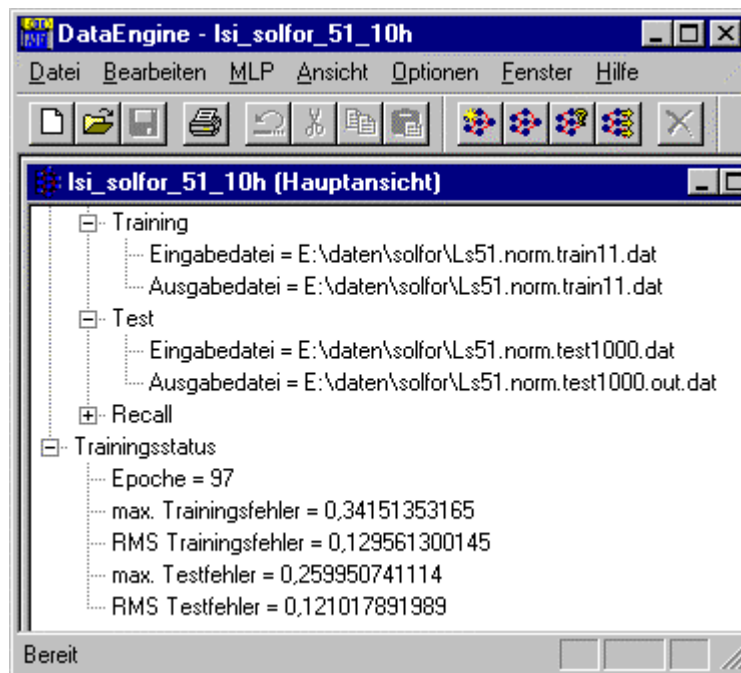 DataEngine - lsi_solfor_51_10h
Datei Bearbeiten MLP Ansicht Optionen Fenster Hilfe
lsi_solfor_51_10h (Hauptansicht)
Training
Eingabedatei = E:\daten\solfor\Ls51.norm.train11.dat
Ausgabedatei = E:\daten\solfor\Ls51.norm.train11.dat
Test
Eingabedatei = E:\daten\solfor\Ls51.norm.test1000.dat
Ausgabedatei = E:\daten\solfor\Ls51.norm.test1000.out.dat
Recall
Trainingsstatus
Epoche = 97
max. Trainingsfehler = 0,34151353165
RMS Trainingsfehler = 0,129561300145
max. Testfehler = 0,259950741114
RMS Testfehler = 0,121017891989
Bereit